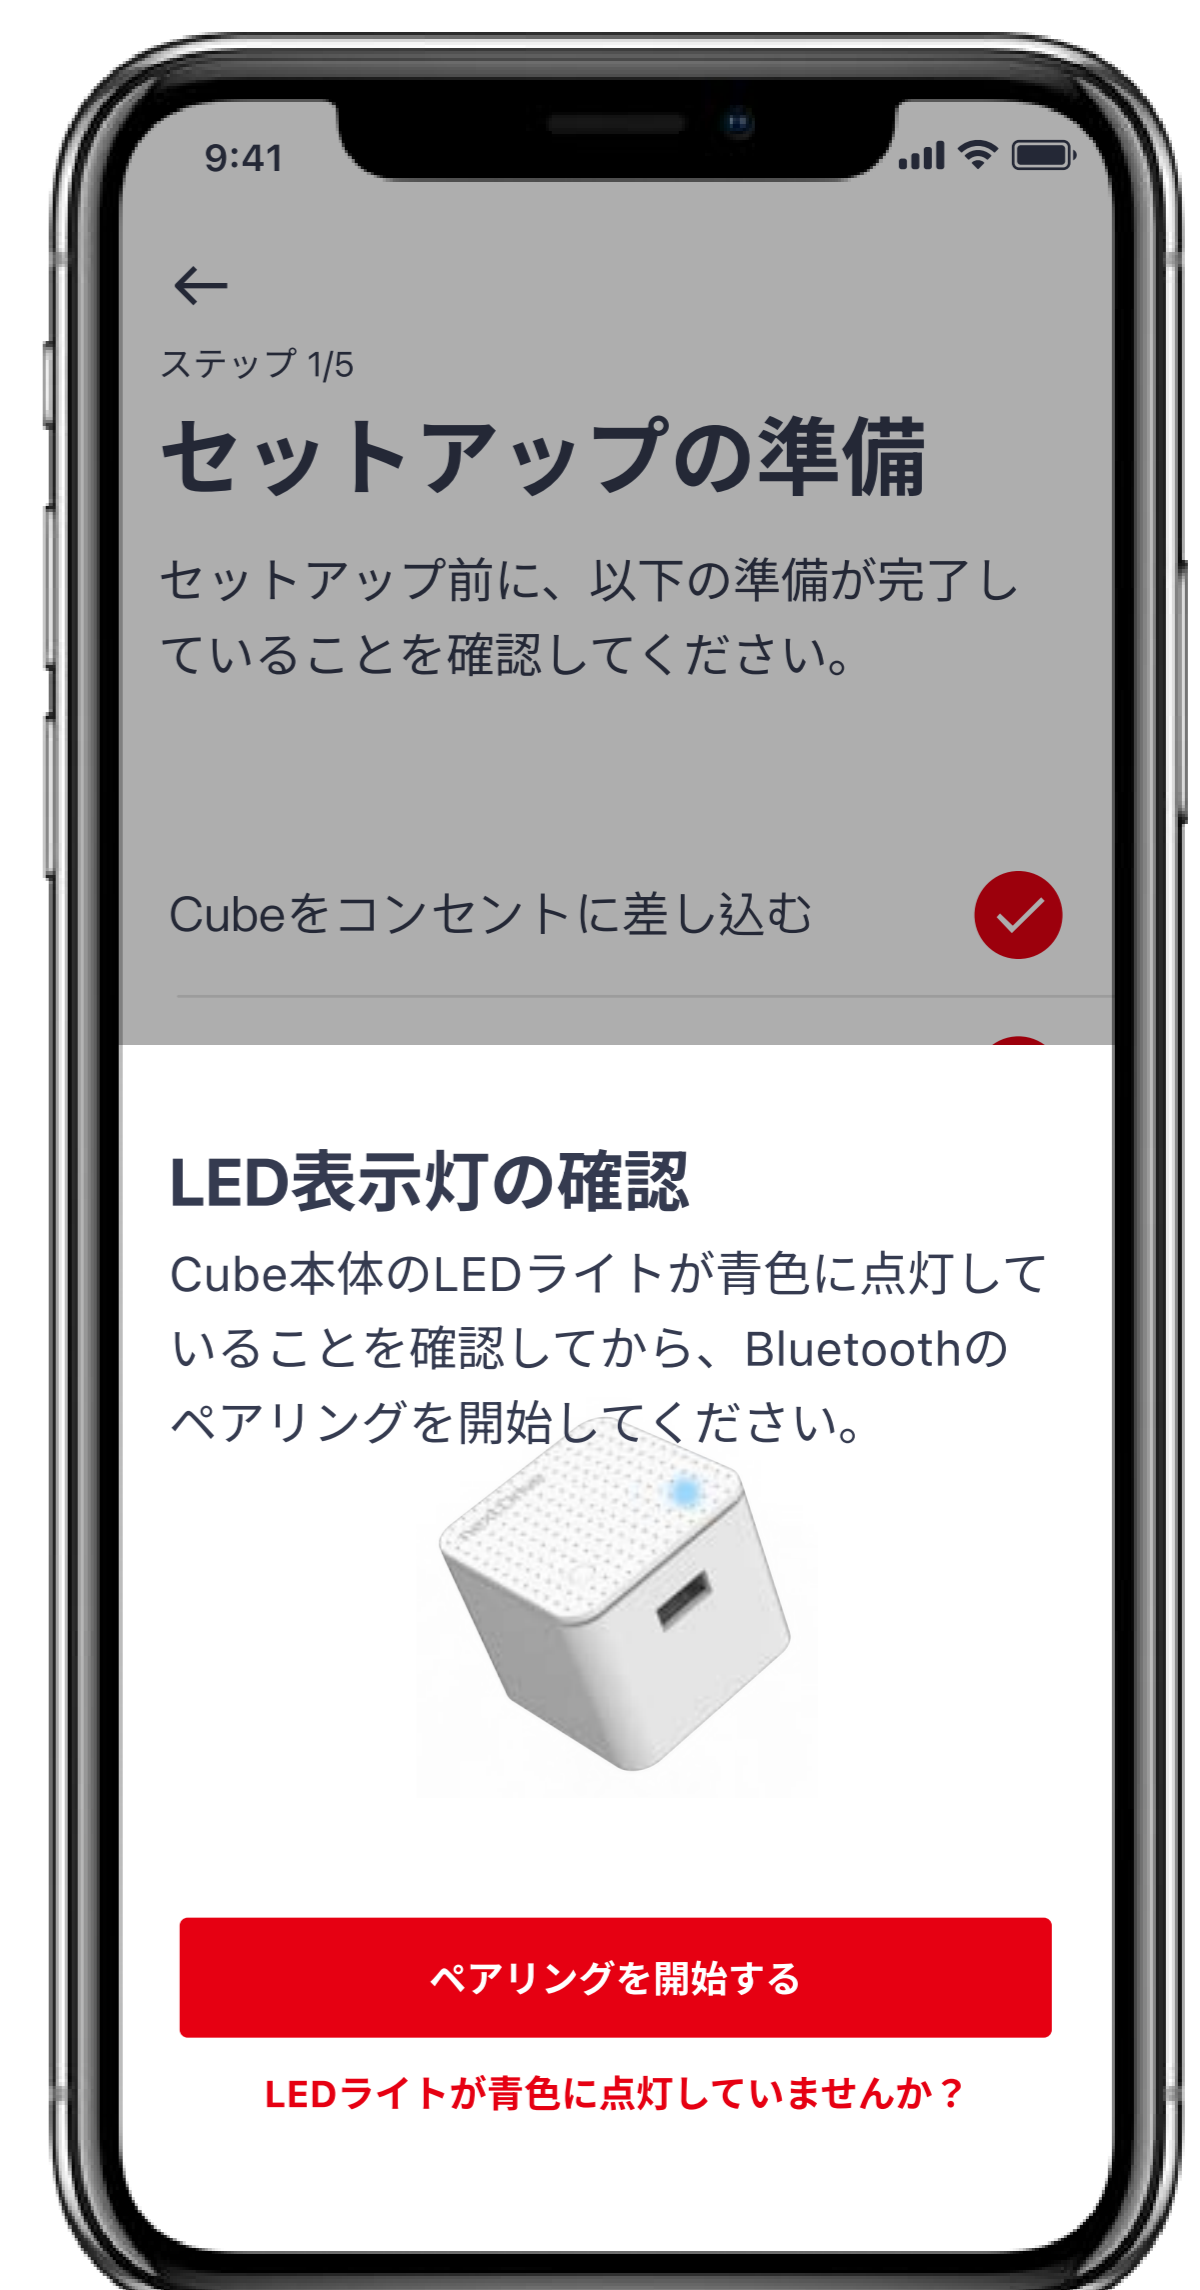 9:41
ステップ 1/5
セットアップの準備
セットアップ前に、以下の準備が完了し
ていることを確認してください。
Cubeをコンセントに差し込む
LED表示灯の確認
Cube本体のLEDライトが青色に点灯して
いることを確認してから、Bluetoothの
ペアリングを開始してください。
nextDrive
ペアリングを開始する
LEDライトが青色に点灯していませんか？